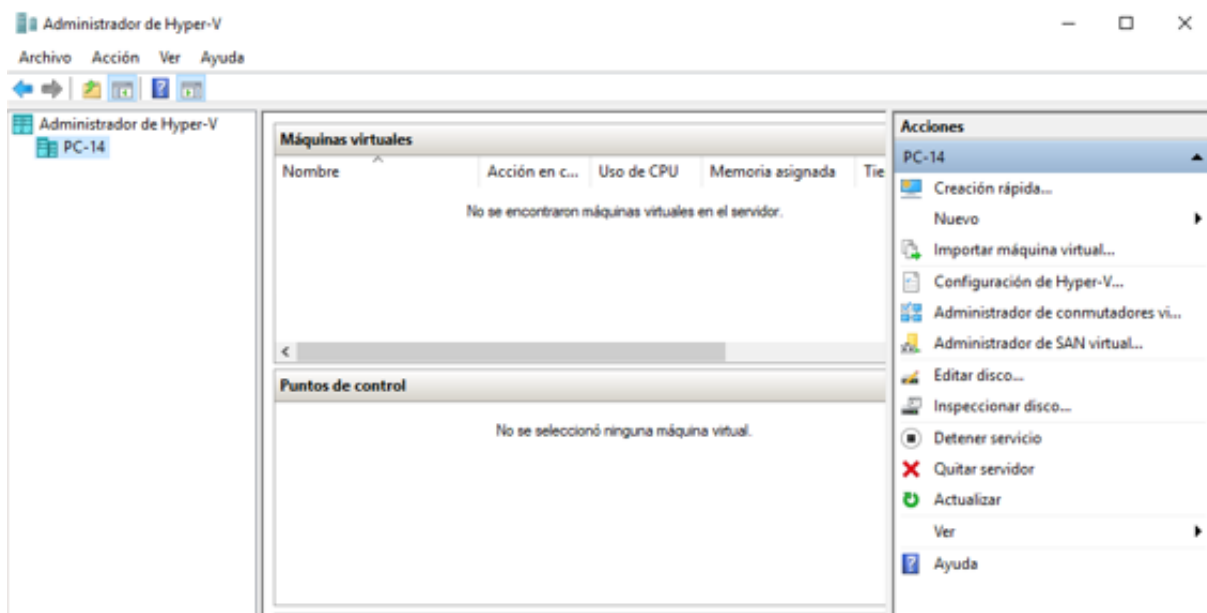 Administrador de Hyper-V
Archivo Acción Ver Ayuda
Administrador de Hyper-V
PC-14
Máquinas virtuales
Nombre Acción en c... Uso de CPU Memoria asignada Tie
No se encontraron máquinas virtuales en el servidor.
Puntos de control
No se seleccionó ninguna máquina virtual.
Acciones
PC-14
Creación rápida...
Nuevo
Importar máquina virtual...
Configuración de Hyper-V...
Administrador de conmutadores vi...
Administrador de SAN virtual...
Editar disco...
Inspeccionar disco...
Detener servicio
Quitar servidor
Actualizar
Ver
Ayuda